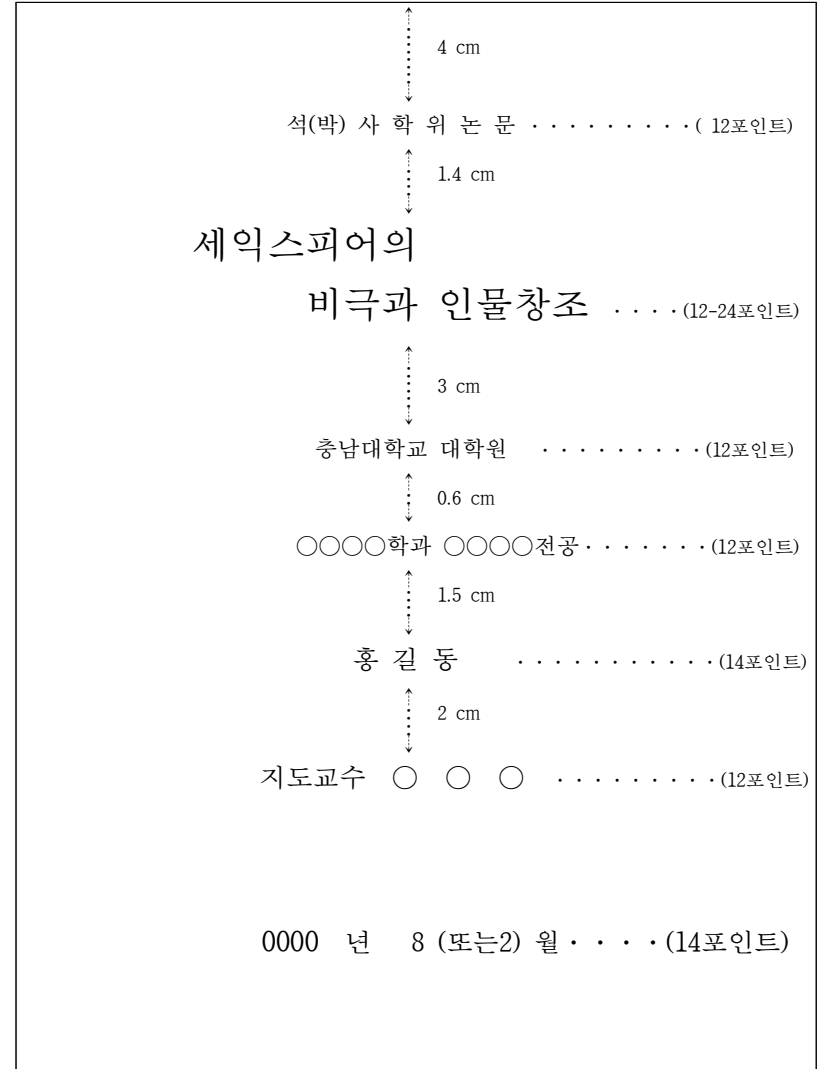 4 cm
석(박) 사 학 위 논 문 · · · · · · · · · ( 12포인트)
1.4 cm
세익스피어의
비극과 인물창조 · · · · (12-24포인트)
3 cm
충남대학교 대학원 · · · · · · · · · (12포인트)
0.6 cm
○○○○학과 ○○○○전공 · · · · · · · (12포인트)
1.5 cm
홍 길 동 · · · · · · · · · · · (14포인트)
2 cm
지도교수 ○ ○ ○ · · · · · · · · · (12포인트)
0000 년 8 (또는2) 월 · · · · (14포인트)